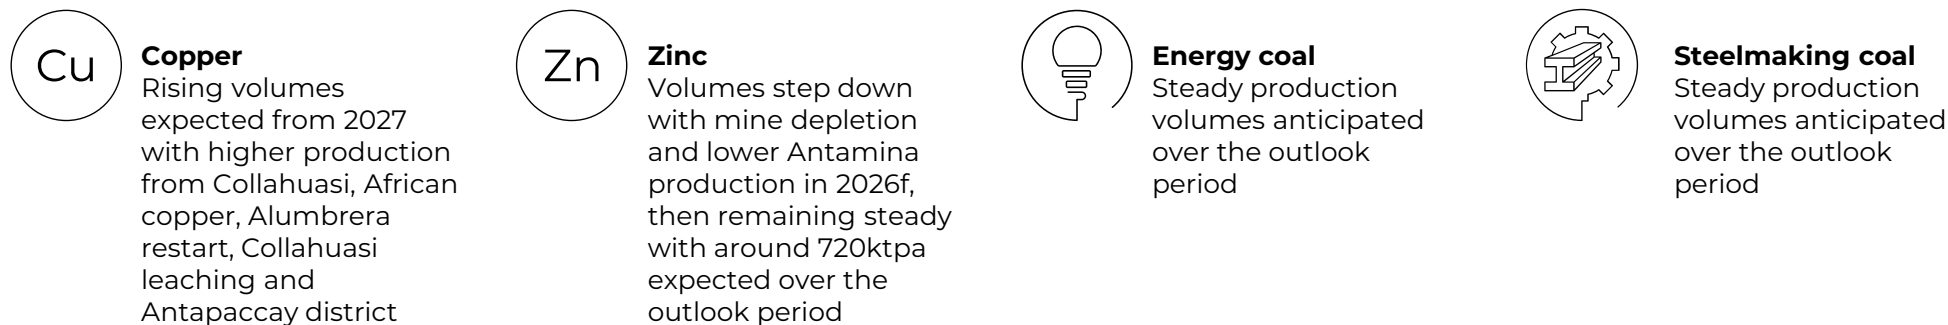 Cu
Copper
Rising volumes
expected from 2027
with higher production
from Collahuasi, African
copper, Alumbrera
restart, Collahuasi
leaching and
Antapaccay district
Zn
Zinc
Volumes step down
with mine depletion
and lower Antamina
production in 2026f,
then remaining steady
with around 720ktpa
expected over the
outlook period
Energy coal
Steady production
volumes anticipated
over the outlook
period
Steelmaking coal
Steady production
volumes anticipated
over the outlook
period